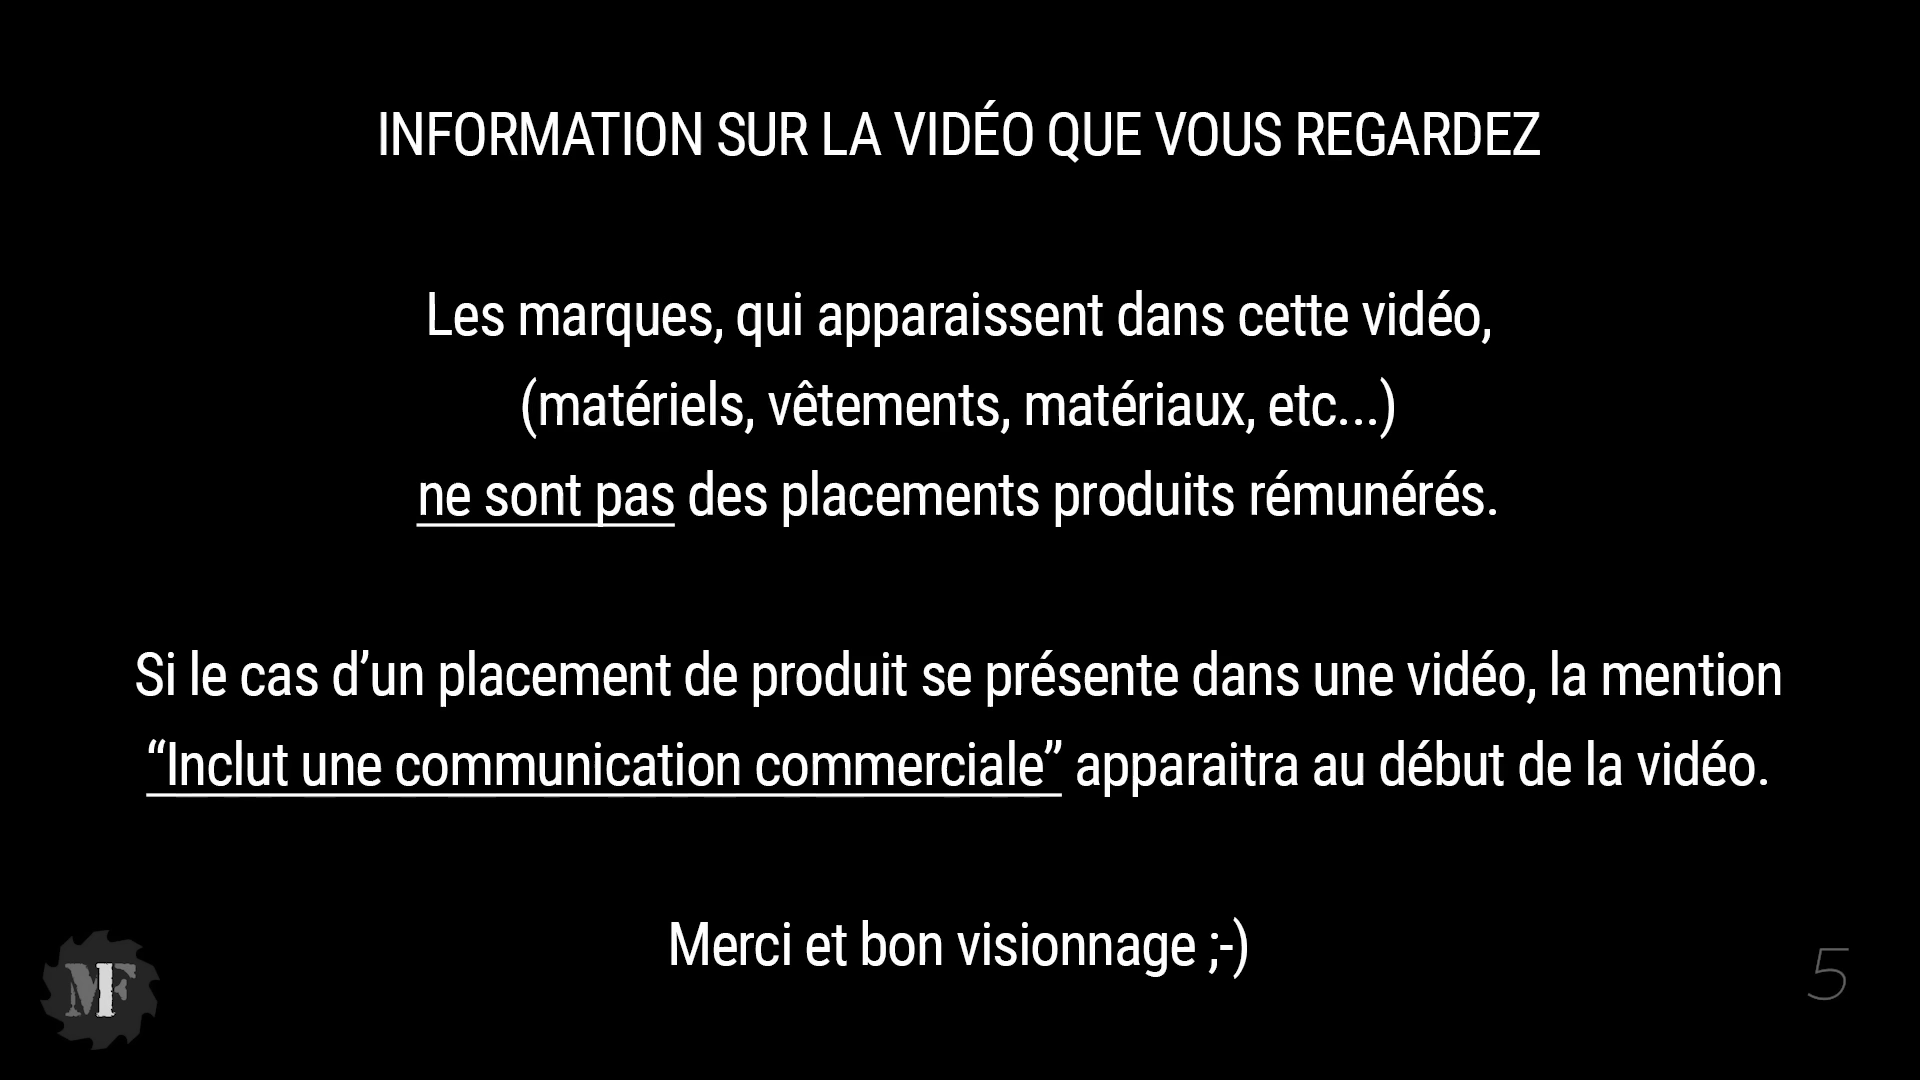 INFORMATION SUR LA VIDÉO QUE VOUS REGARDEZ
Les marques, qui apparaissent dans cette vidéo,
(matériels, vêtements, matériaux, etc...)
ne sont pas des placements produits rémunérés.
Si le cas d’un placement de produit se présente dans une vidéo, la mention
“Inclut une communication commerciale” apparaitra au début de la vidéo.
Merci et bon visionnage ;-)
MF
5